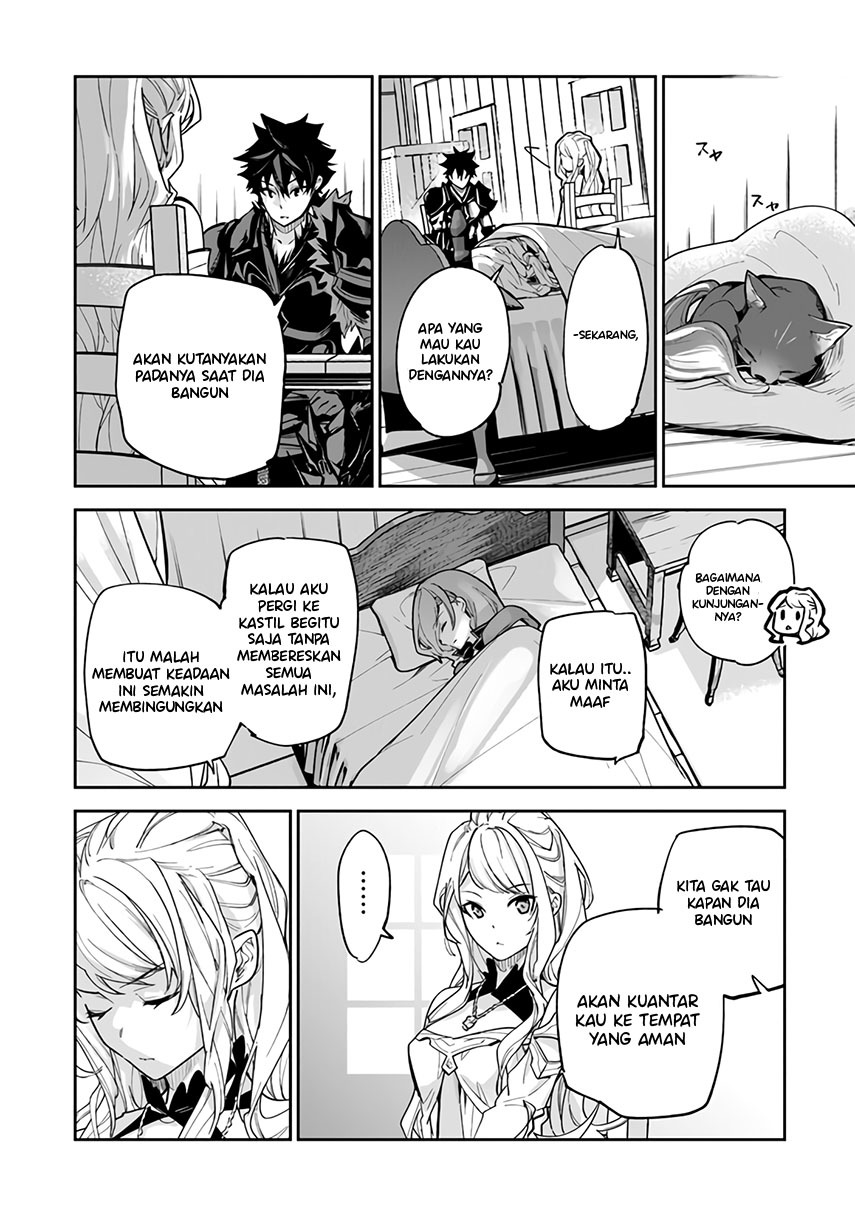 スヤ
スヤ
-SEKARANG,
APA YANG
MAU KAU
LAKUKAN
DENGANNYA?
AKAN KUTANYAKAN
PADANYA SAAT DIA
BANGUN
BAGAIMANA
DENGAN
KUNJUNGAN-
NYA?
KALAU ITU..
AKU MINTA
MAAF
KALAU AKU
PERGI KE
KASTIL BEGITU
SAJA TANPA
MEMBERESKAN
SEMUA
MASALAH INI,
ITU MALAH
MEMBUAT KEADAAN
INI SEMAKIN
MEMBINGUNGKAN
KITA GAK TAU
KAPAN DIA
BANGUN
AKAN KUANTAR
KAU KE TEMPAT
YANG AMAN
......